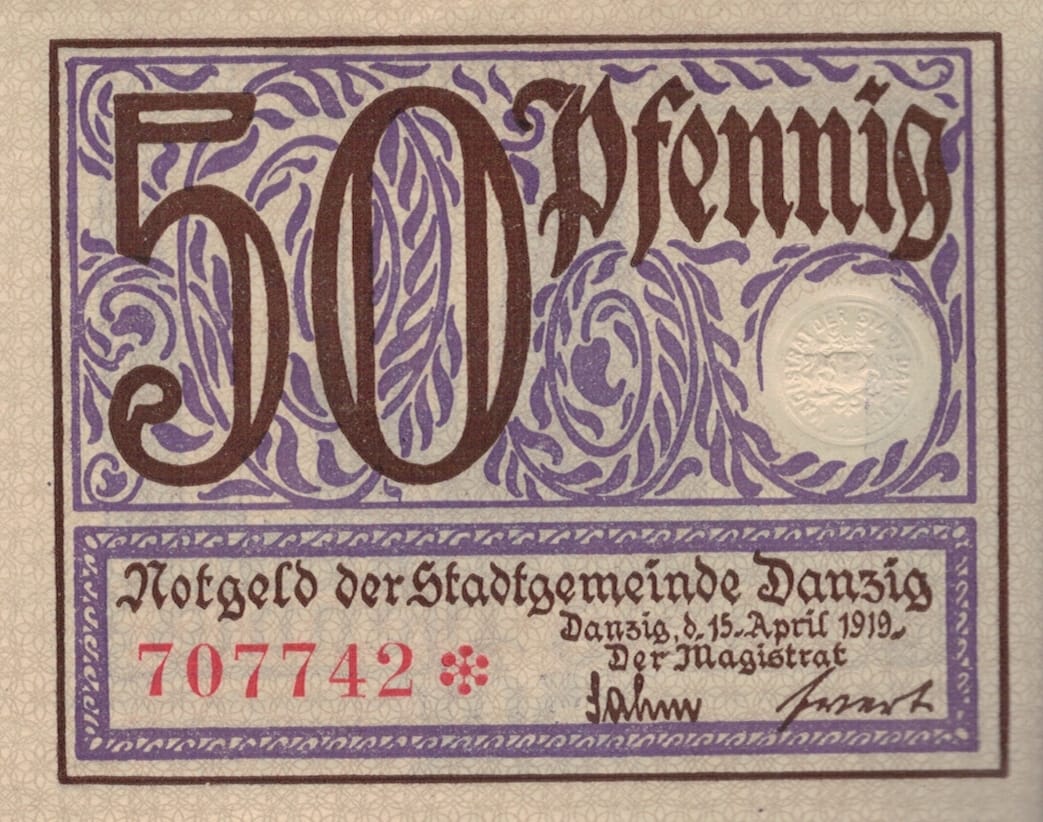 50 Pfennig
Notgeld der Stadtgemeinde Danzig
Danzig, d. 15. April 1919.
Der Magistrat
707742